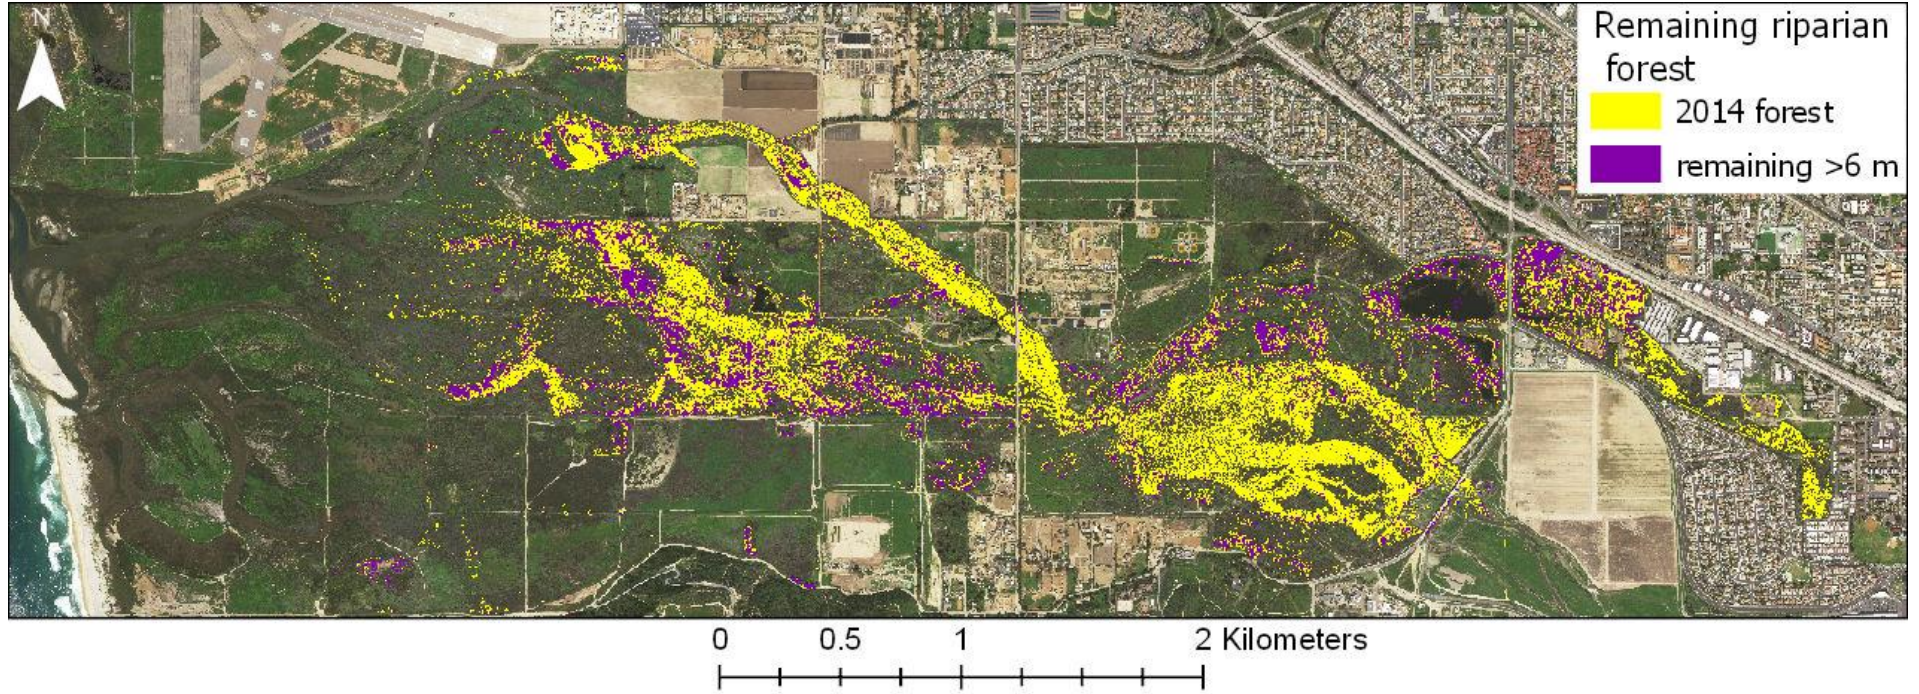 N
Remaining riparian
forest
2014 forest
remaining >6 m
0 0.5 1 2 Kilometers